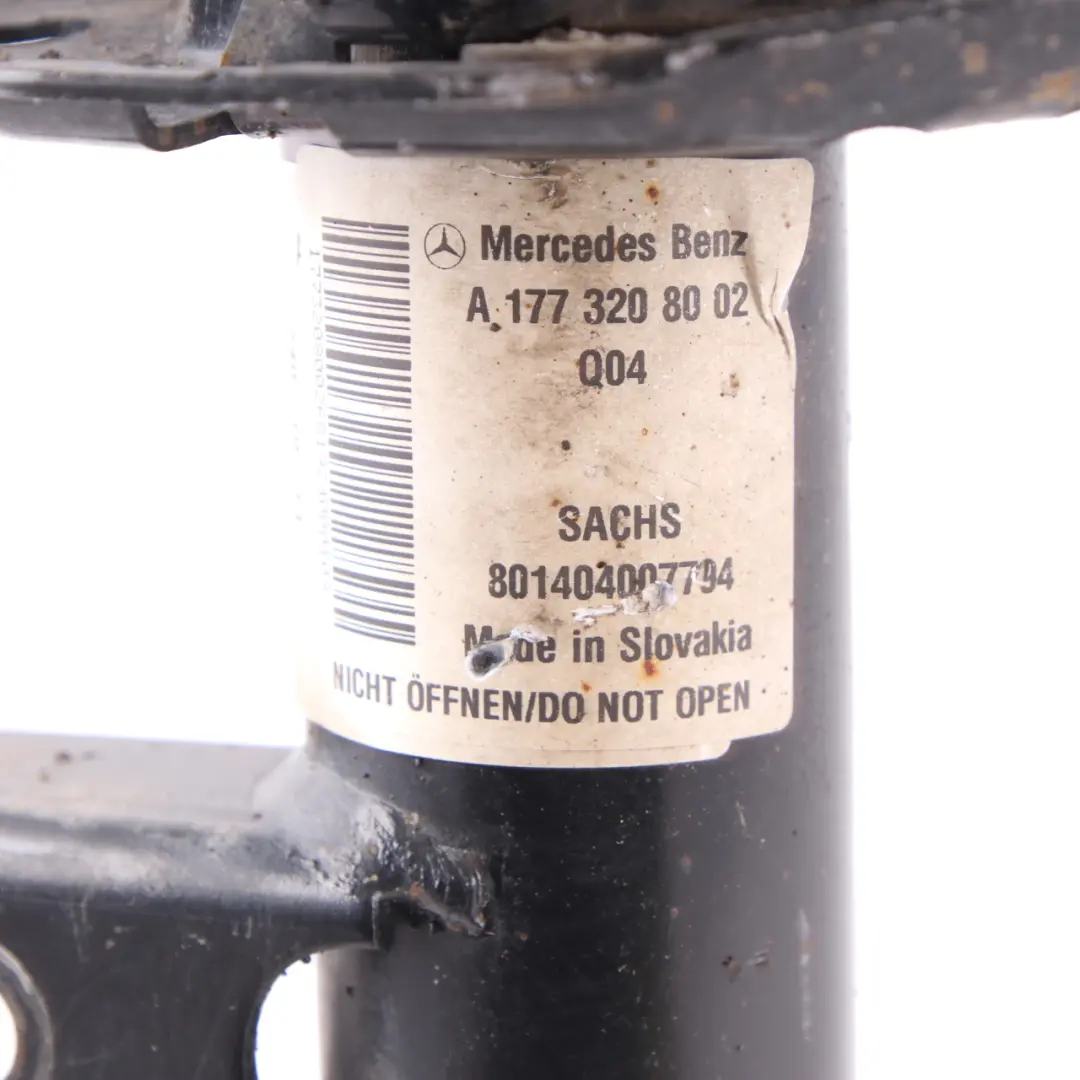 Mercedes Benz
A 177 320 80 02
Q04
SACHS
801404007794
Made in Slovakia
NICHT ÖFFNEN/DO NOT OPEN